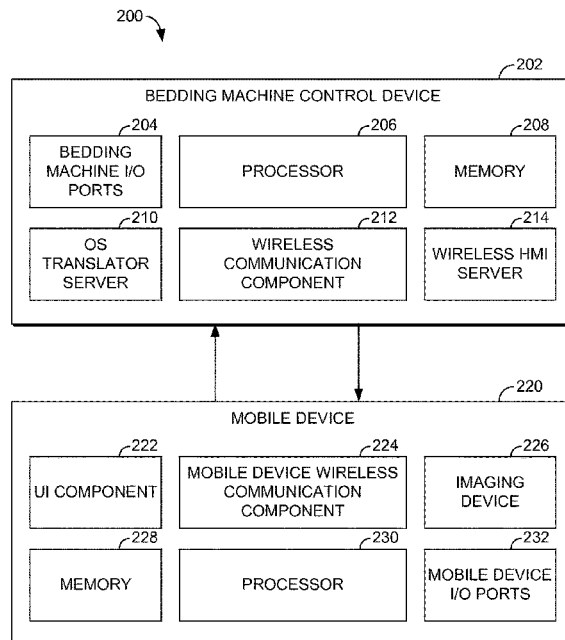 200
202
BEDDING MACHINE CONTROL DEVICE
204
206
208
BEDDING
MACHINE I/O
PORTS
PROCESSOR
MEMORY
210
212
214
OS
TRANSLATOR
SERVER
WIRELESS
COMMUNICATION
COMPONENT
WIRELESS HMI
SERVER
220
MOBILE DEVICE
222
224
226
UI COMPONENT
MOBILE DEVICE WIRELESS
COMMUNICATION
COMPONENT
IMAGING
DEVICE
228
230
232
MEMORY
PROCESSOR
MOBILE DEVICE
I/O PORTS